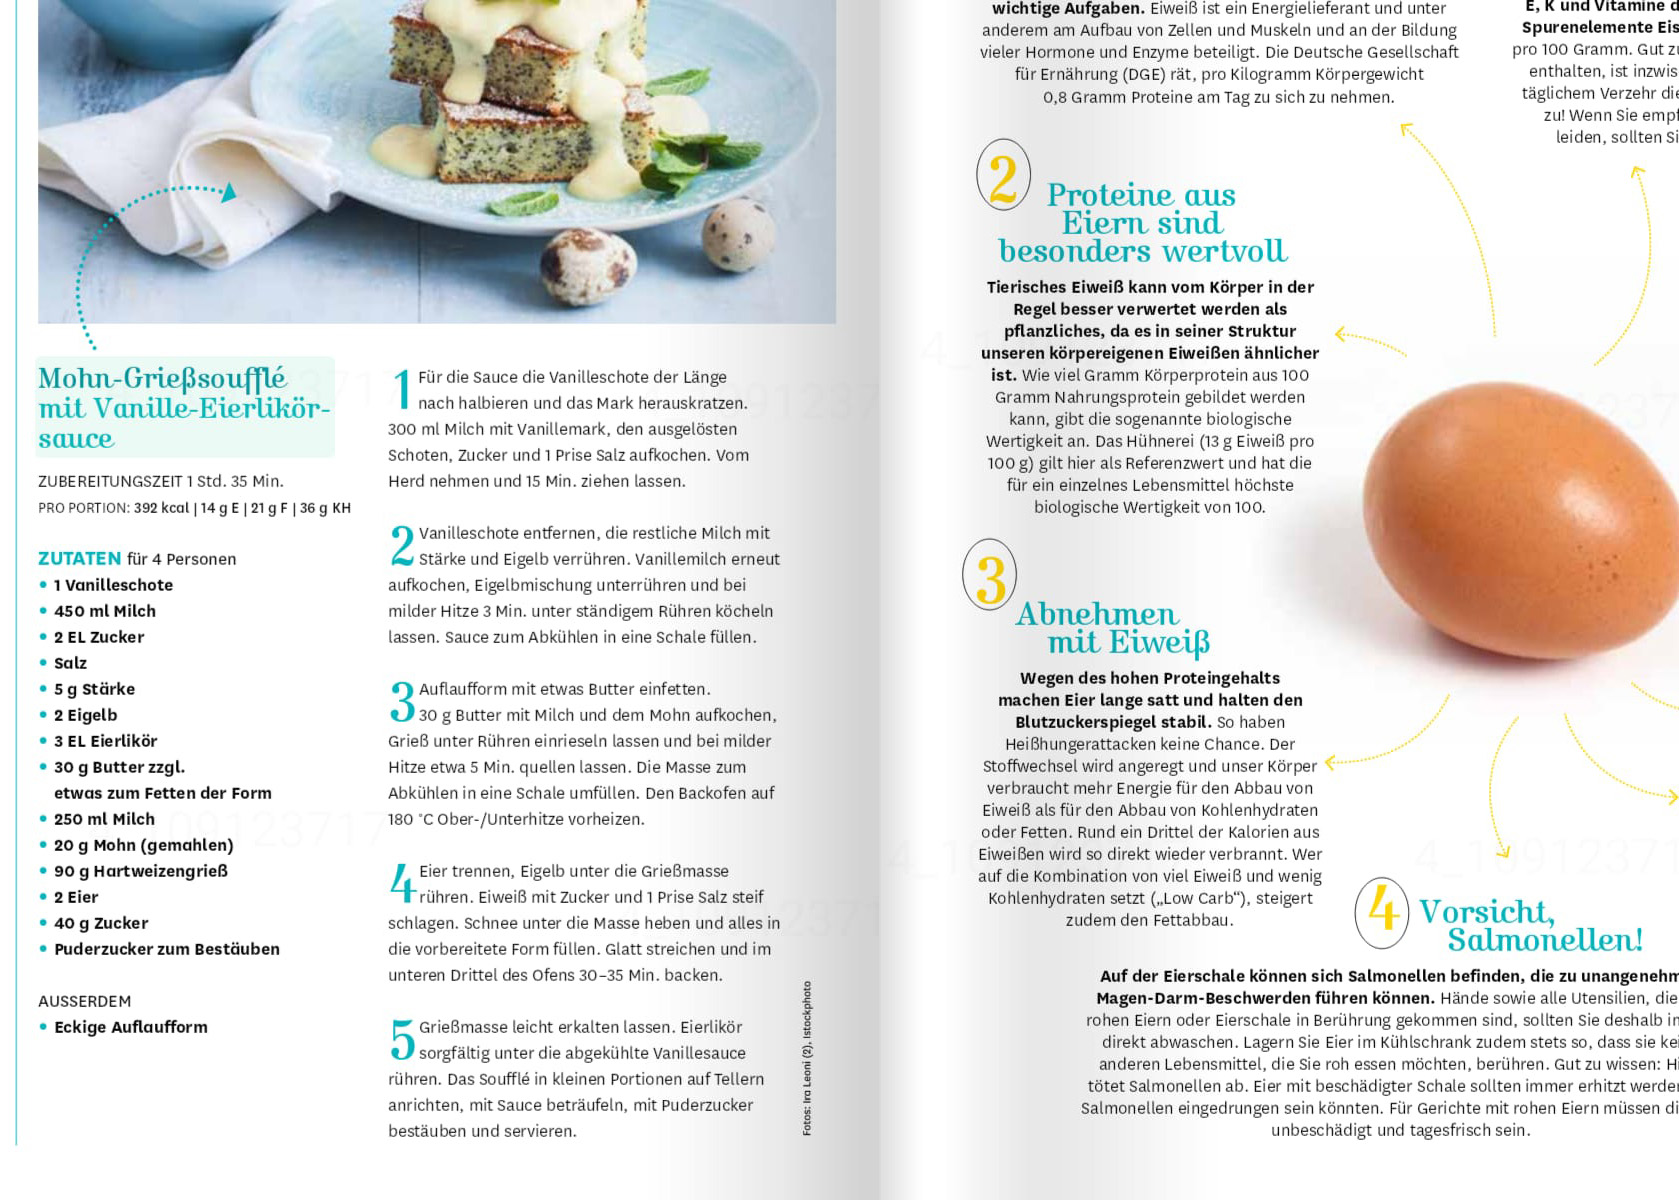 Mohn-Grießsoufflé
mit Vanille-Eierlikör-
sauce
ZUBEREITUNGSZEIT 1 Std. 35 Min.
PRO PORTION: 392 kcal | 14 g E | 21 g F | 36 g KH
ZUTATEN für 4 Personen
• 1 Vanilleschote
• 450 ml Milch
• 2 EL Zucker
• Salz
• 5 g Stärke
• 2 Eigelb
• 3 EL Eierlikör
• 30 g Butter zzgl.
etwas zum Fetten der Form
• 250 ml Milch
• 20 g Mohn (gemahlen)
• 90 g Hartweizengrieß
• 2 Eier
• 40 g Zucker
• Puderzucker zum Bestäuben
AUSSERDEM
• Eckige Auflaufform
1 Für die Sauce die Vanilleschote der Länge
nach halbieren und das Mark herauskratzen.
300 ml Milch mit Vanillemark, den ausgelösten
Schoten, Zucker und 1 Prise Salz aufkochen. Vom
Herd nehmen und 15 Min. ziehen lassen.
2 Vanilleschote entfernen, die restliche Milch mit
Stärke und Eigelb verrühren. Vanillemilch erneut
aufkochen, Eigelbmischung unterrühren und bei
milder Hitze 3 Min. unter ständigem Rühren köcheln
lassen. Sauce zum Abkühlen in eine Schale füllen.
3 Auflaufform mit etwas Butter einfetten.
30 g Butter mit Milch und dem Mohn aufkochen,
Grieß unter Rühren einrieseln lassen und bei milder
Hitze etwa 5 Min. quellen lassen. Die Masse zum
Abkühlen in eine Schale umfüllen. Den Backofen auf
180 °C Ober-/Unterhitze vorheizen.
4 Eier trennen, Eigelb unter die Grießmasse
rühren. Eiweiß mit Zucker und 1 Prise Salz steif
schlagen. Schnee unter die Masse heben und alles in
die vorbereitete Form füllen. Glatt streichen und im
unteren Drittel des Ofens 30–35 Min. backen.
5 Grießmasse leicht erkalten lassen. Eierlikör
sorgfältig unter die abgekühlte Vanillesauce
rühren. Das Soufflé in kleinen Portionen auf Tellern
anrichten, mit Sauce beträufeln, mit Puderzucker
bestäuben und servieren.
Fotos: Ira Leoni (2), Istockphoto
wichtige Aufgaben. Eiweiß ist ein Energielieferant und unter
anderem am Aufbau von Zellen und Muskeln und an der Bildung
vieler Hormone und Enzyme beteiligt. Die Deutsche Gesellschaft
für Ernährung (DGE) rät, pro Kilogramm Körpergewicht
0,8 Gramm Proteine am Tag zu sich zu nehmen.
E, K und Vitamine d
Spurenelemente Eis
pro 100 Gramm. Gut zu
enthalten, ist inzwis
täglichem Verzehr die
zu! Wenn Sie empf
leiden, sollten Si
2
Proteine aus
Eiern sind
besonders wertvoll
Tierisches Eiweiß kann vom Körper in der
Regel besser verwertet werden als
pflanzliches, da es in seiner Struktur
unseren körpereigenen Eiweißen ähnlicher
ist. Wie viel Gramm Körperprotein aus 100
Gramm Nahrungsprotein gebildet werden
kann, gibt die sogenannte biologische
Wertigkeit an. Das Hühnerei (13 g Eiweiß pro
100 g) gilt hier als Referenzwert und hat die
für ein einzelnes Lebensmittel höchste
biologische Wertigkeit von 100.
3
Abnehmen
mit Eiweiß
Wegen des hohen Proteingehalts
machen Eier lange satt und halten den
Blutzuckerspiegel stabil. So haben
Heißhungerattacken keine Chance. Der
Stoffwechsel wird angeregt und unser Körper
verbraucht mehr Energie für den Abbau von
Eiweiß als für den Abbau von Kohlenhydraten
oder Fetten. Rund ein Drittel der Kalorien aus
Eiweißen wird so direkt wieder verbrannt. Wer
auf die Kombination von viel Eiweiß und wenig
Kohlenhydraten setzt („Low Carb“), steigert
zudem den Fettabbau.
4
Vorsicht,
Salmonellen!
Auf der Eierschale können sich Salmonellen befinden, die zu unangenehm
Magen-Darm-Beschwerden führen können. Hände sowie alle Utensilien, die
rohen Eiern oder Eierschale in Berührung gekommen sind, sollten Sie deshalb im
direkt abwaschen. Lagern Sie Eier im Kühlschrank zudem stets so, dass sie kei
anderen Lebensmittel, die Sie roh essen möchten, berühren. Gut zu wissen: Hi
tötet Salmonellen ab. Eier mit beschädigter Schale sollten immer erhitzt werde
Salmonellen eingedrungen sein könnten. Für Gerichte mit rohen Eiern müssen di
unbeschädigt und tagesfrisch sein.